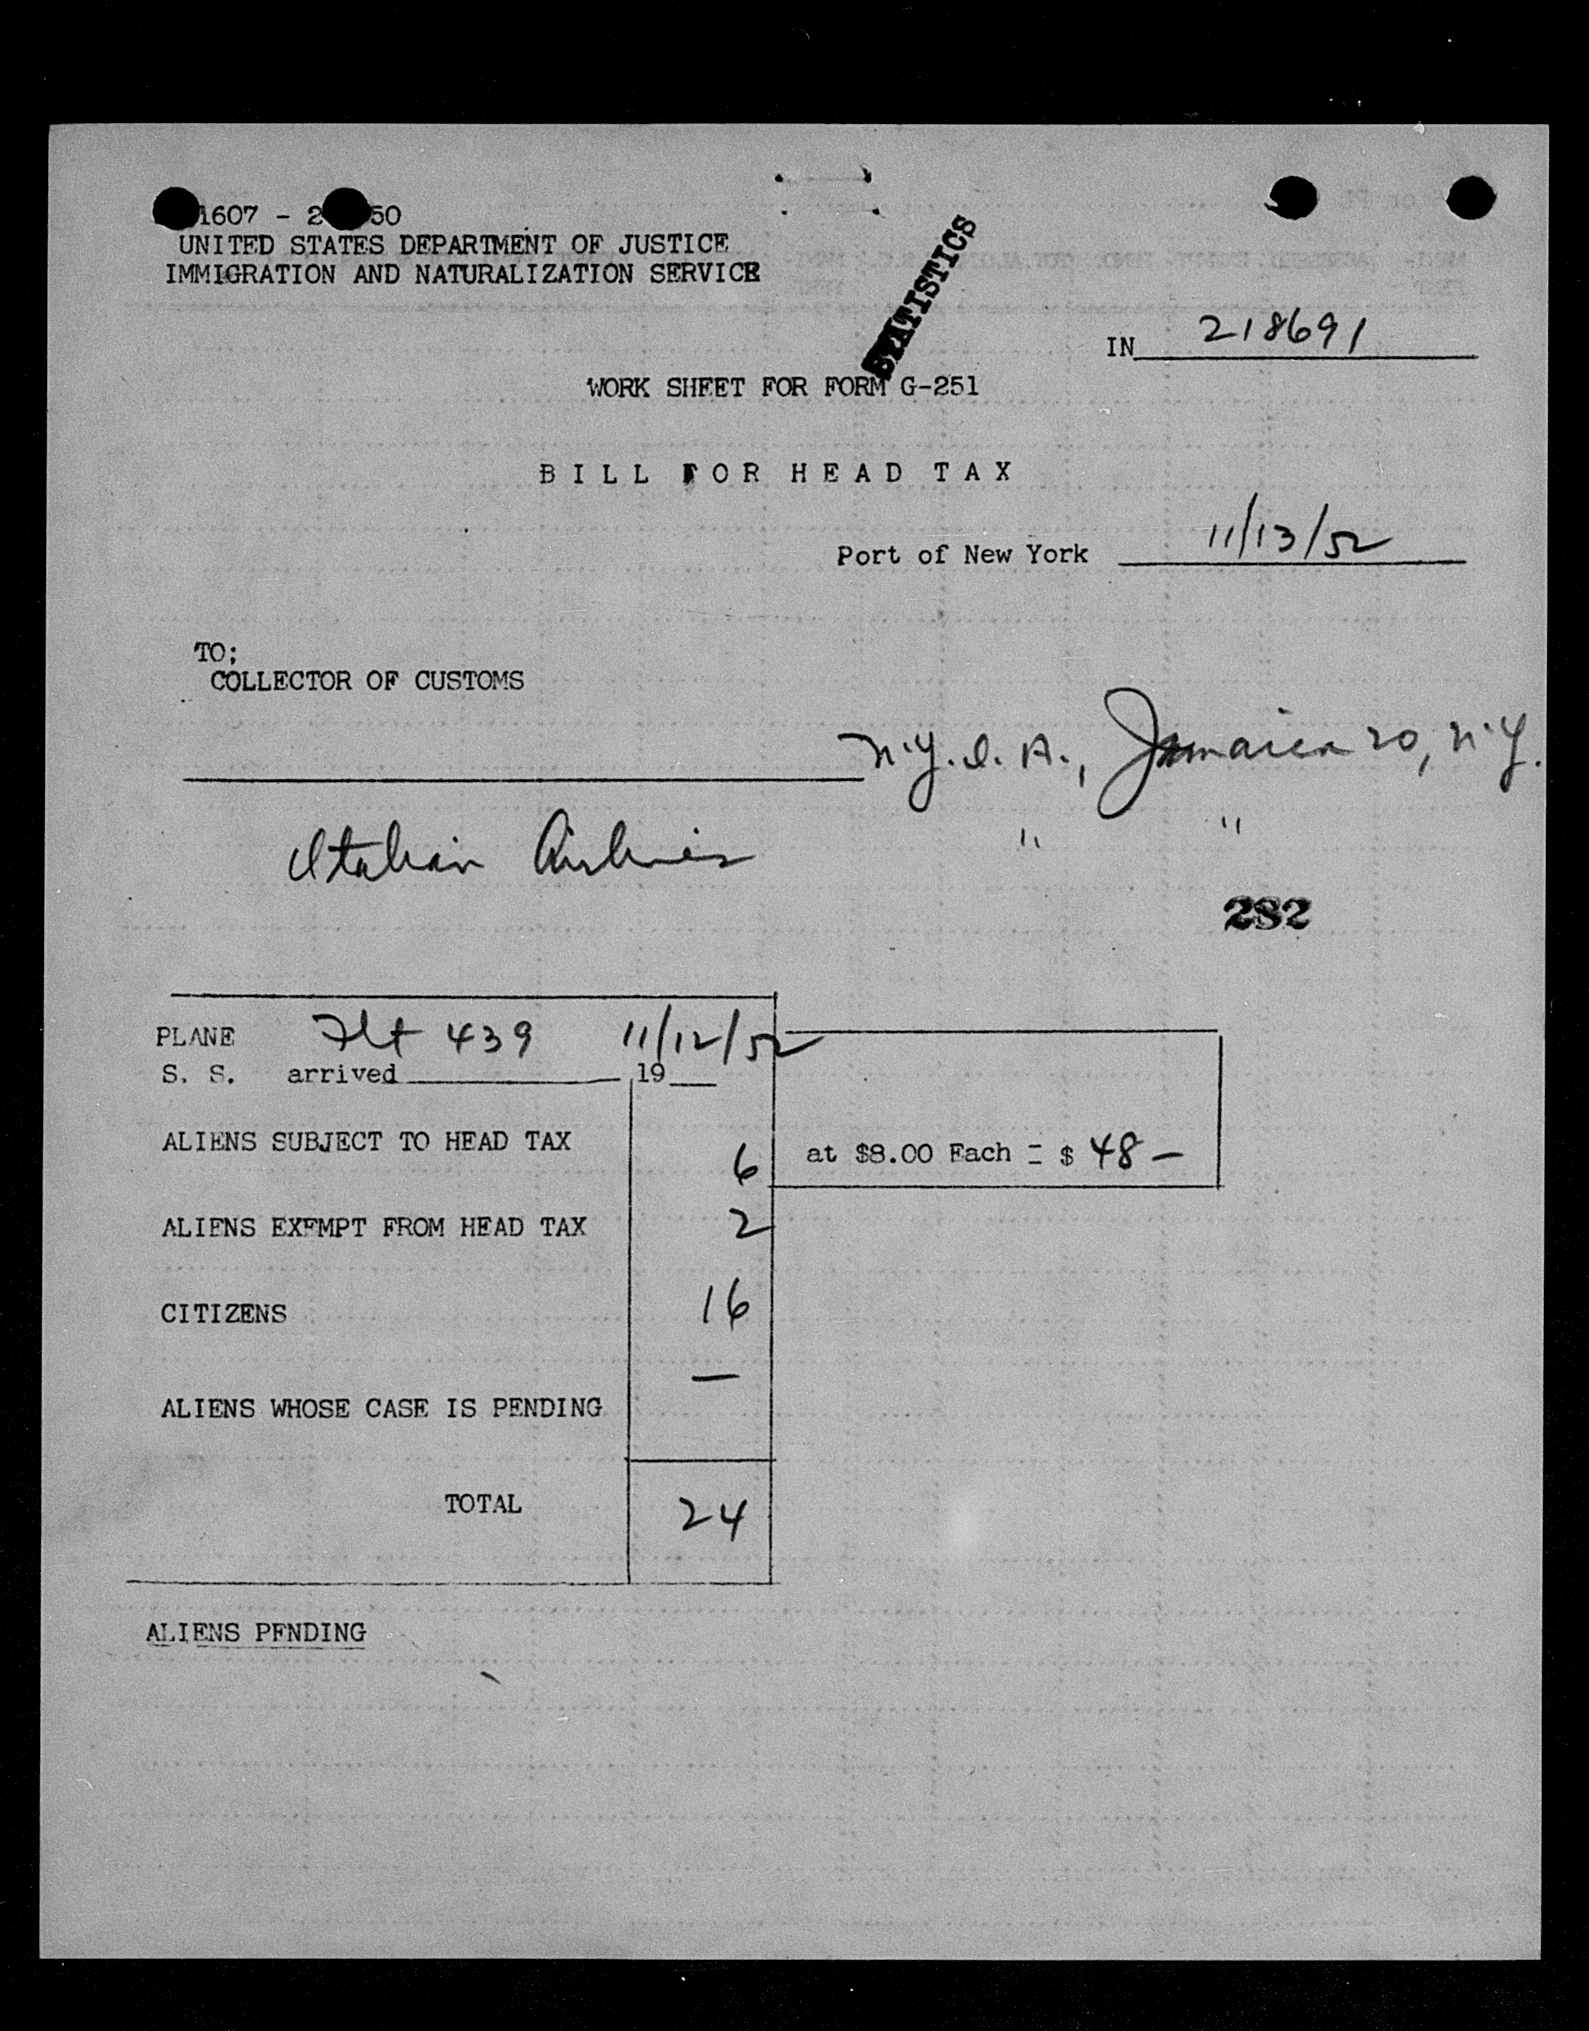 1607 - 2 50
UNITED STATES DEPARTMENT OF JUSTICE
IMMIGRATION AND NATURALIZATION SERVICE
STATISTICS
IN 218691
WORK SHEET FOR FORM G-251
BILL FOR HEAD TAX
Port of New York 11/13/52
TO;
COLLECTOR OF CUSTOMS
N.Y.I.A., Jamaica 20, N.Y.
Italian Airlines " "
282
PLANE Flt 439 11/12/52
S. S. arrived 19
ALIENS SUBJECT TO HEAD TAX 6 at $8.00 Each = $ 48 —
ALIENS EXEMPT FROM HEAD TAX 2
CITIZENS 16
ALIENS WHOSE CASE IS PENDING —
TOTAL 24
ALIENS PENDING